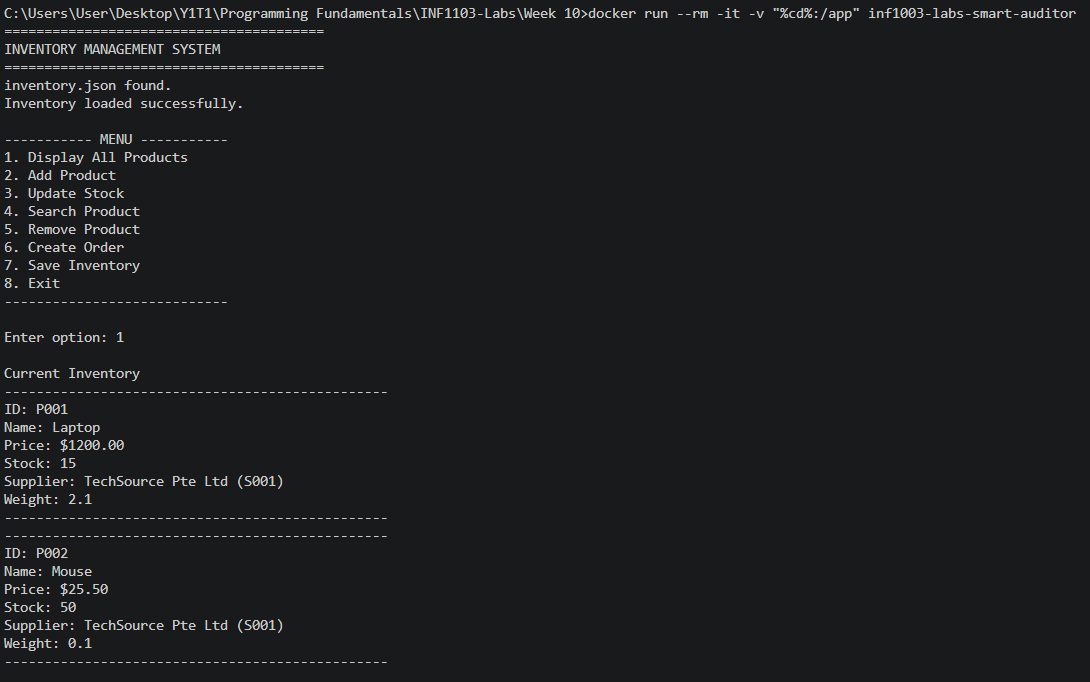 C:\Users\User\Desktop\Y1T1\Programming Fundamentals\INF1103-Labs\Week 10>docker run --rm -it -v "%cd%:/app" inf1003-labs-smart-auditor
========================================
INVENTORY MANAGEMENT SYSTEM
========================================
inventory.json found.
Inventory loaded successfully.

----------- MENU -----------
1. Display All Products
2. Add Product
3. Update Stock
4. Search Product
5. Remove Product
6. Create Order
7. Save Inventory
8. Exit
----------------------------

Enter option: 1

Current Inventory
------------------------------------------------
ID: P001
Name: Laptop
Price: $1200.00
Stock: 15
Supplier: TechSource Pte Ltd (S001)
Weight: 2.1
------------------------------------------------
------------------------------------------------
ID: P002
Name: Mouse
Price: $25.50
Stock: 50
Supplier: TechSource Pte Ltd (S001)
Weight: 0.1
------------------------------------------------